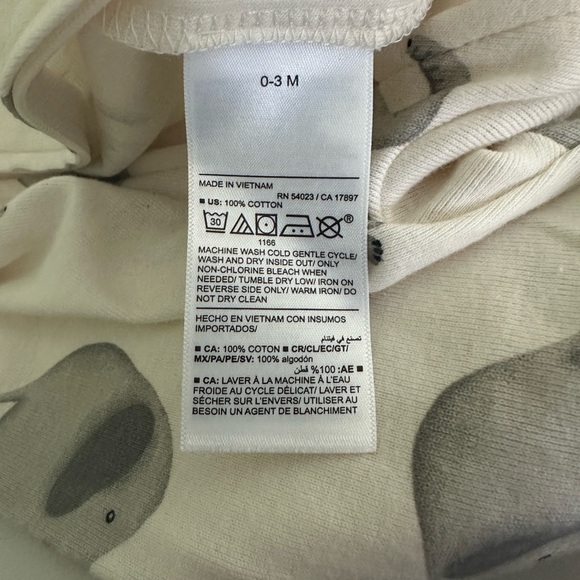 0-3 M
MADE IN VIETNAM
RN 54023 / CA 17897
■ US: 100% COTTON
30
®
1166
MACHINE WASH COLD GENTLE CYCLE/
WASH AND DRY INSIDE OUT/ ONLY
NON-CHLORINE BLEACH WHEN
NEEDED/ TUMBLE DRY LOW/ IRON ON
REVERSE SIDE ONLY/ WARM IRON/ DO
NOT DRY CLEAN
HECHO EN VIETNAM CON INSUMOS
IMPORTADOS/
تصنع في فيتنام
■ CA: 100% COTON ■ CR/CL/EC/GT/
MX/PA/PE/SV: 100% algodón
■ AE: 100% قطن
■ CA: LAVER À LA MACHINE À L'EAU
FROIDE AU CYCLE DÉLICAT/ LAVER ET
SÉCHER SUR L'ENVERS/ UTILISER AU
BESOIN UN AGENT DE BLANCHIMENT